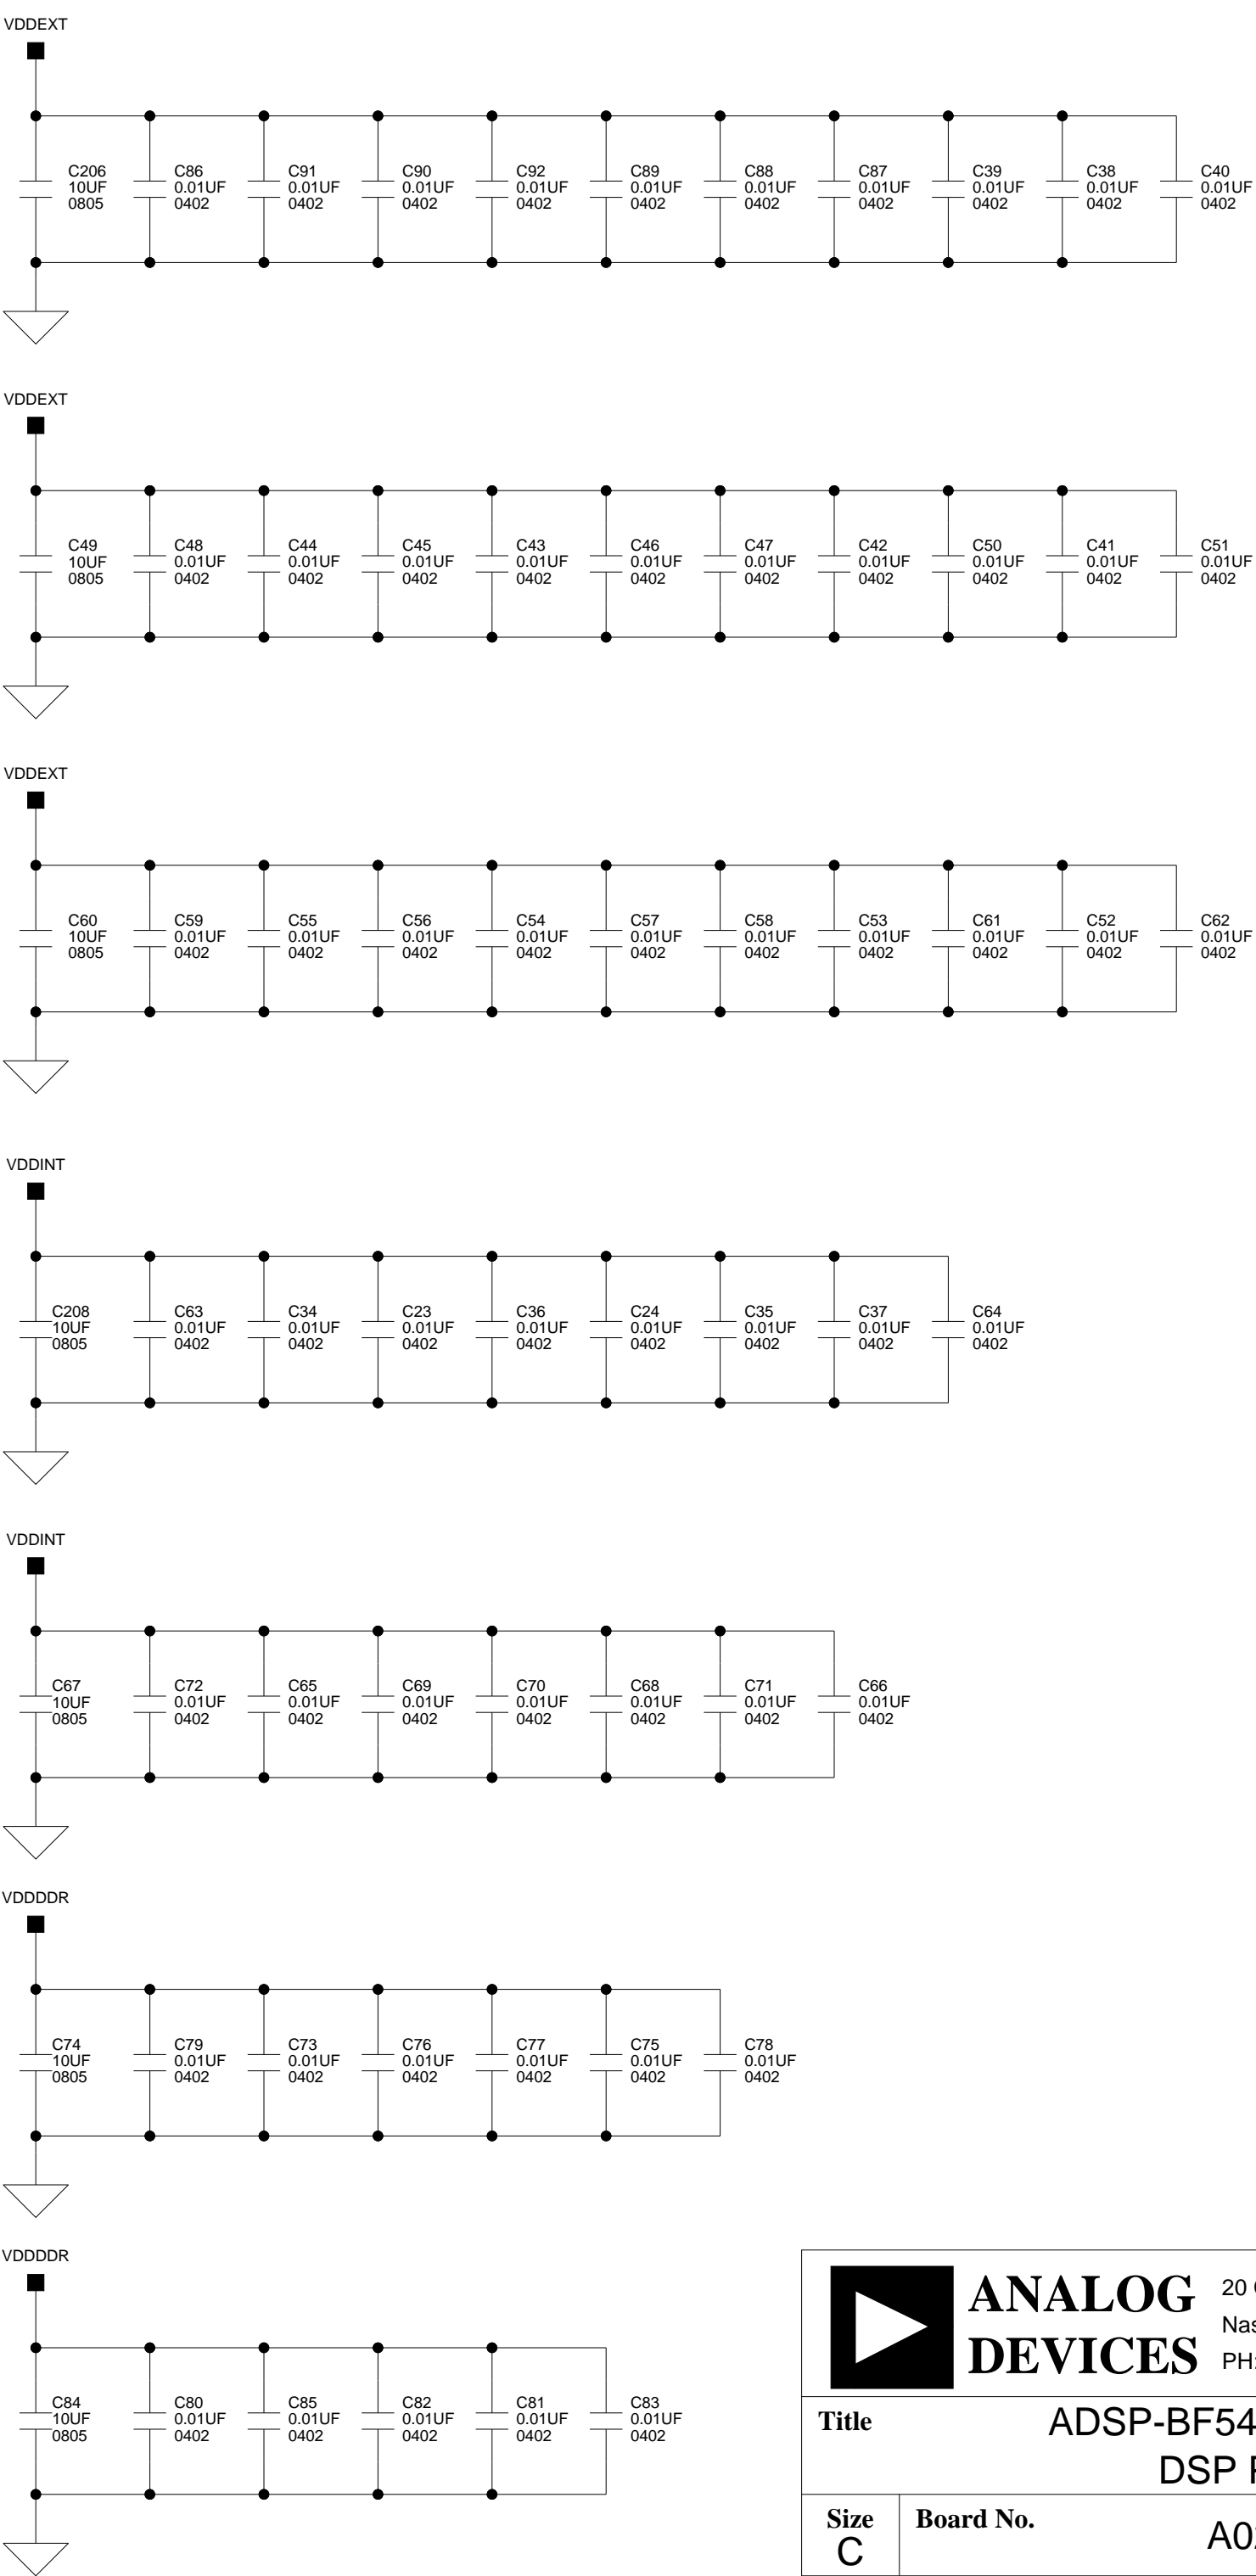 VDDEXT
C206 C86 C91 C90 C92 C89 C88 C87 C39 C38 C40
10UF 0.01UF 0.01UF 0.01UF 0.01UF 0.01UF 0.01UF 0.01UF 0.01UF 0.01UF 0.01UF
0805 0402 0402 0402 0402 0402 0402 0402 0402 0402 0402
VDDEXT
C49 C48 C44 C45 C43 C46 C47 C42 C50 C41 C51
10UF 0.01UF 0.01UF 0.01UF 0.01UF 0.01UF 0.01UF 0.01UF 0.01UF 0.01UF 0.01UF
0805 0402 0402 0402 0402 0402 0402 0402 0402 0402 0402
VDDEXT
C60 C59 C55 C56 C54 C57 C58 C53 C61 C52 C62
10UF 0.01UF 0.01UF 0.01UF 0.01UF 0.01UF 0.01UF 0.01UF 0.01UF 0.01UF 0.01UF
0805 0402 0402 0402 0402 0402 0402 0402 0402 0402 0402
VDDINT
C208 C63 C34 C23 C36 C24 C35 C37 C64
10UF 0.01UF 0.01UF 0.01UF 0.01UF 0.01UF 0.01UF 0.01UF 0.01UF
0805 0402 0402 0402 0402 0402 0402 0402 0402
VDDINT
C67 C72 C65 C69 C70 C68 C71 C66
10UF 0.01UF 0.01UF 0.01UF 0.01UF 0.01UF 0.01UF 0.01UF
0805 0402 0402 0402 0402 0402 0402 0402
VDDDDR
C74 C79 C73 C76 C77 C75 C78
10UF 0.01UF 0.01UF 0.01UF 0.01UF 0.01UF 0.01UF
0805 0402 0402 0402 0402 0402 0402
VDDDDR
C84 C80 C85 C82 C81 C83
10UF 0.01UF 0.01UF 0.01UF 0.01UF 0.01UF
0805 0402 0402 0402 0402 0402
ANALOG
DEVICES
20
Nas
PH:
Title ADSP-BF54
DSP
Size Board No.
C A0